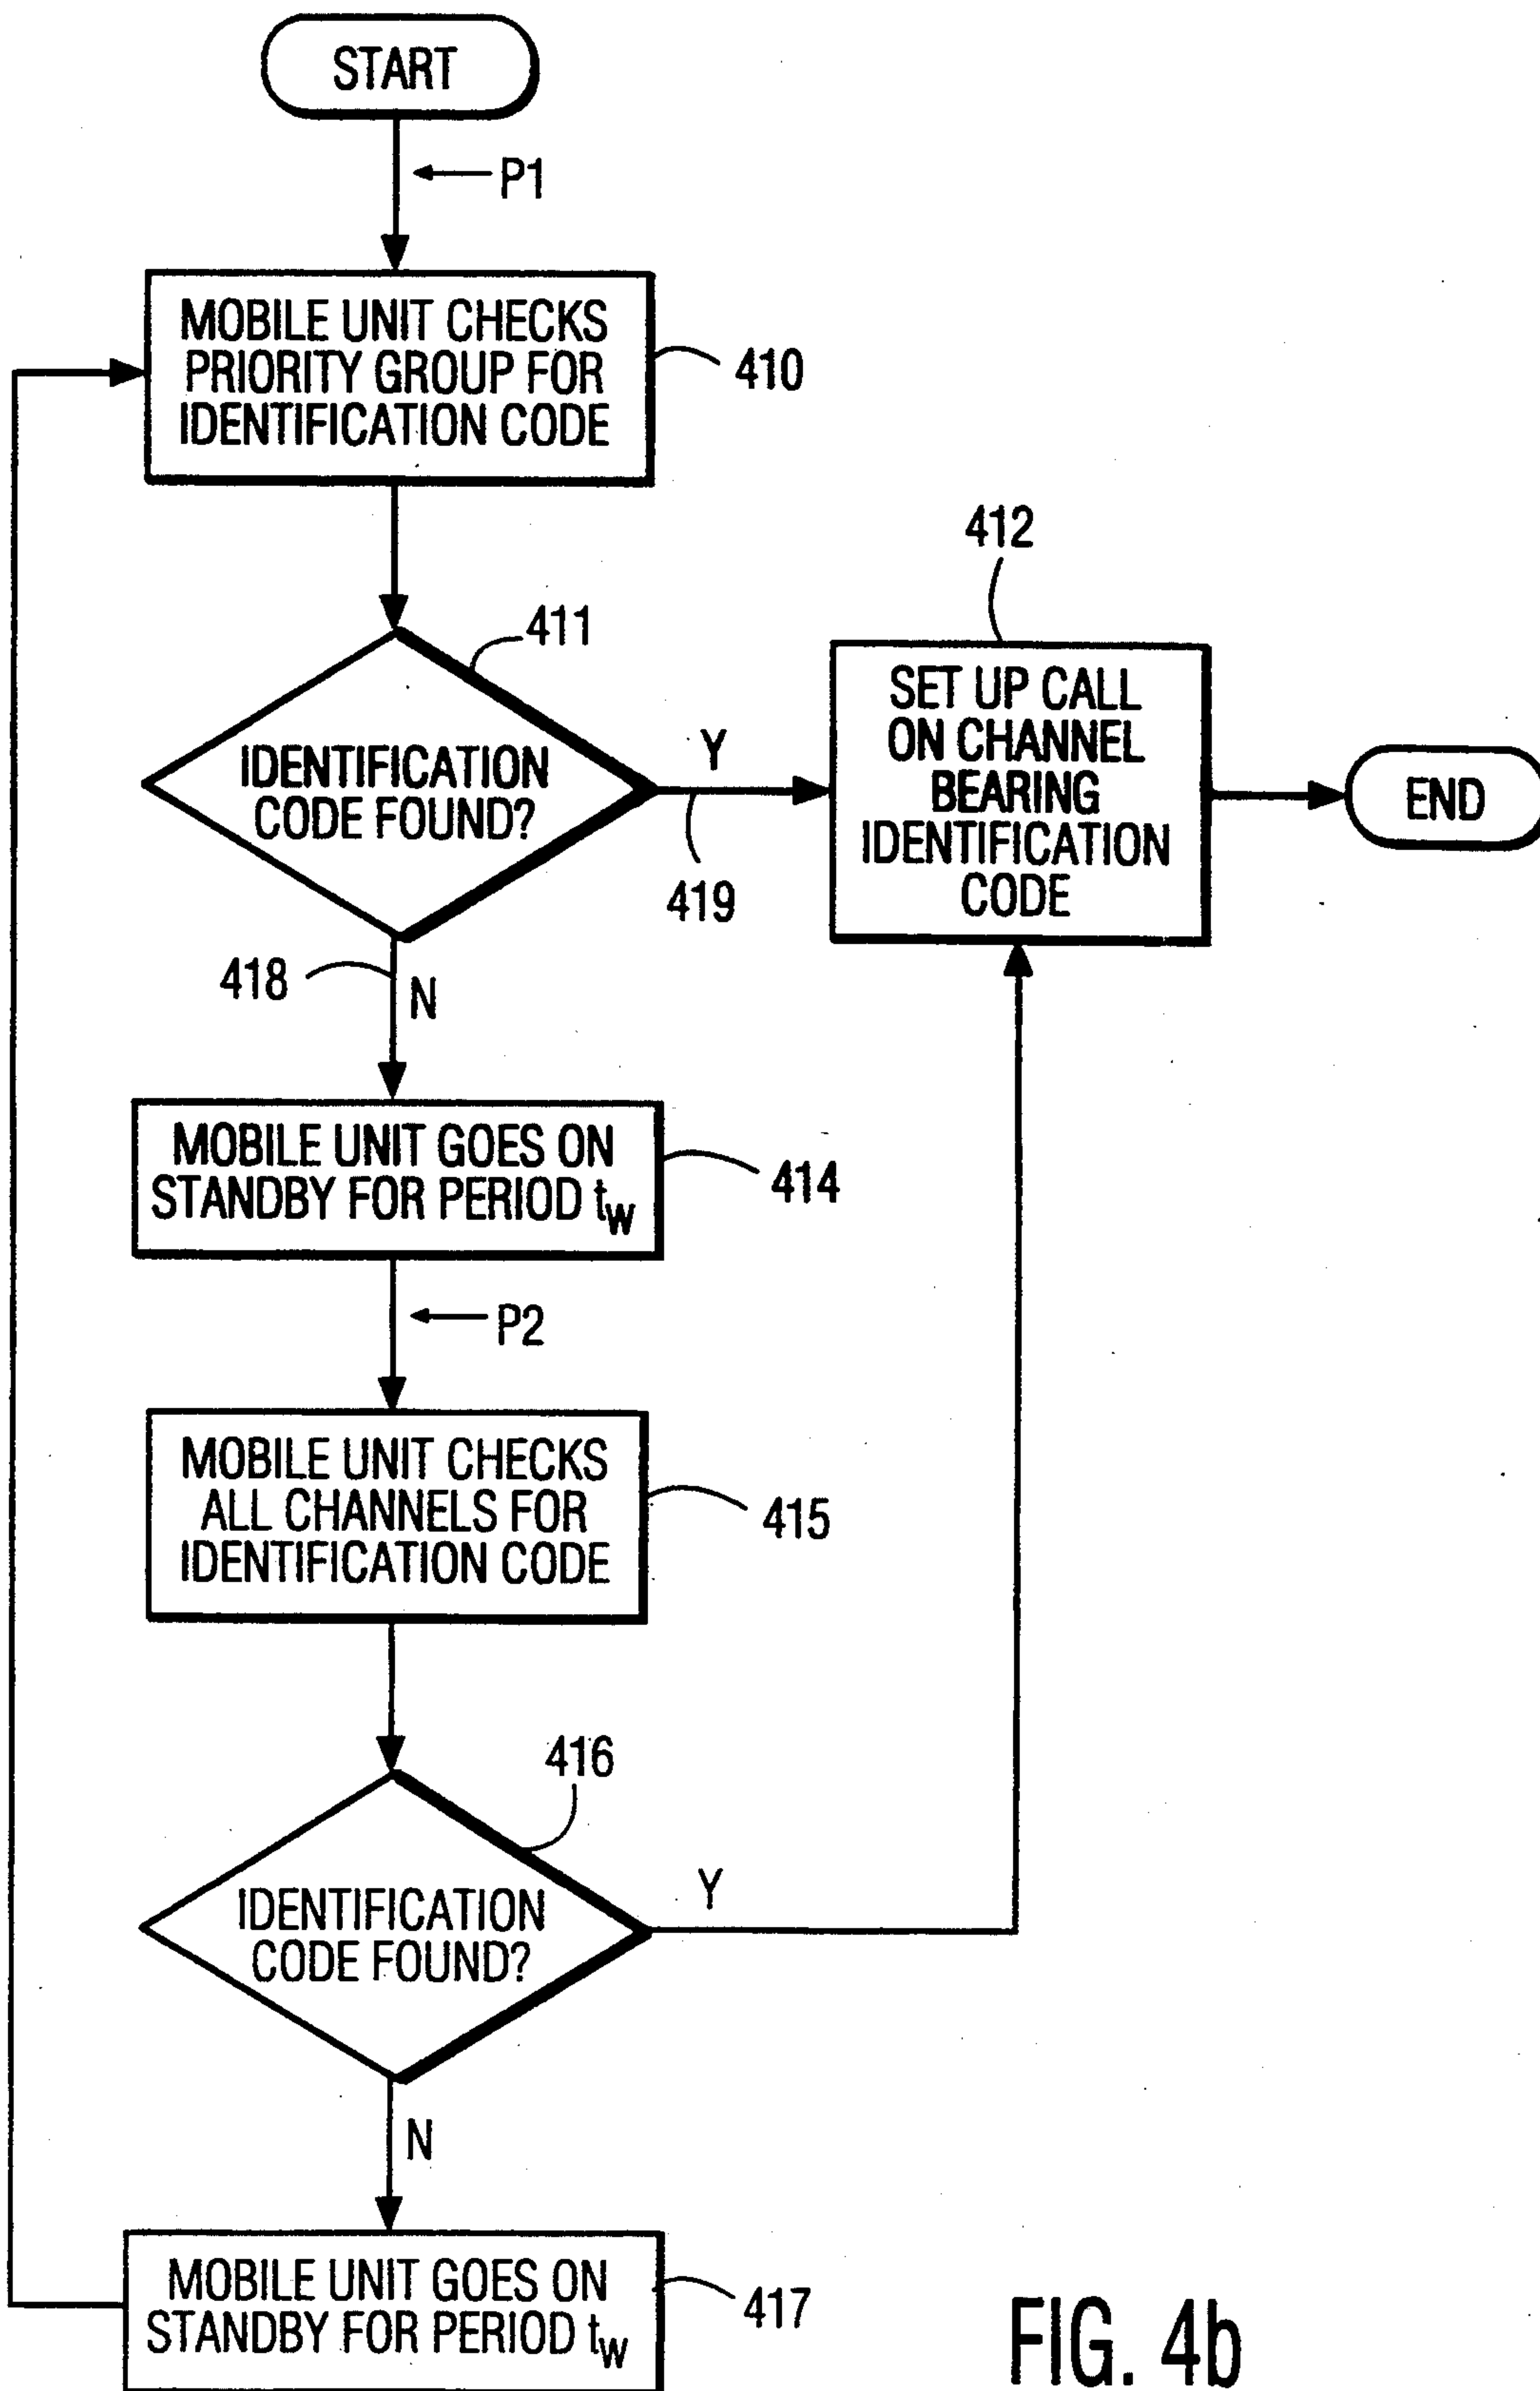 START
P1
MOBILE UNIT CHECKS
PRIORITY GROUP FOR
IDENTIFICATION CODE
410
411
IDENTIFICATION
CODE FOUND?
Y
419
412
SET UP CALL
ON CHANNEL
BEARING
IDENTIFICATION
CODE
END
418
N
MOBILE UNIT GOES ON
STANDBY FOR PERIOD tw
414
P2
MOBILE UNIT CHECKS
ALL CHANNELS FOR
IDENTIFICATION CODE
415
416
IDENTIFICATION
CODE FOUND?
Y
N
MOBILE UNIT GOES ON
STANDBY FOR PERIOD tw
417
FIG. 4b